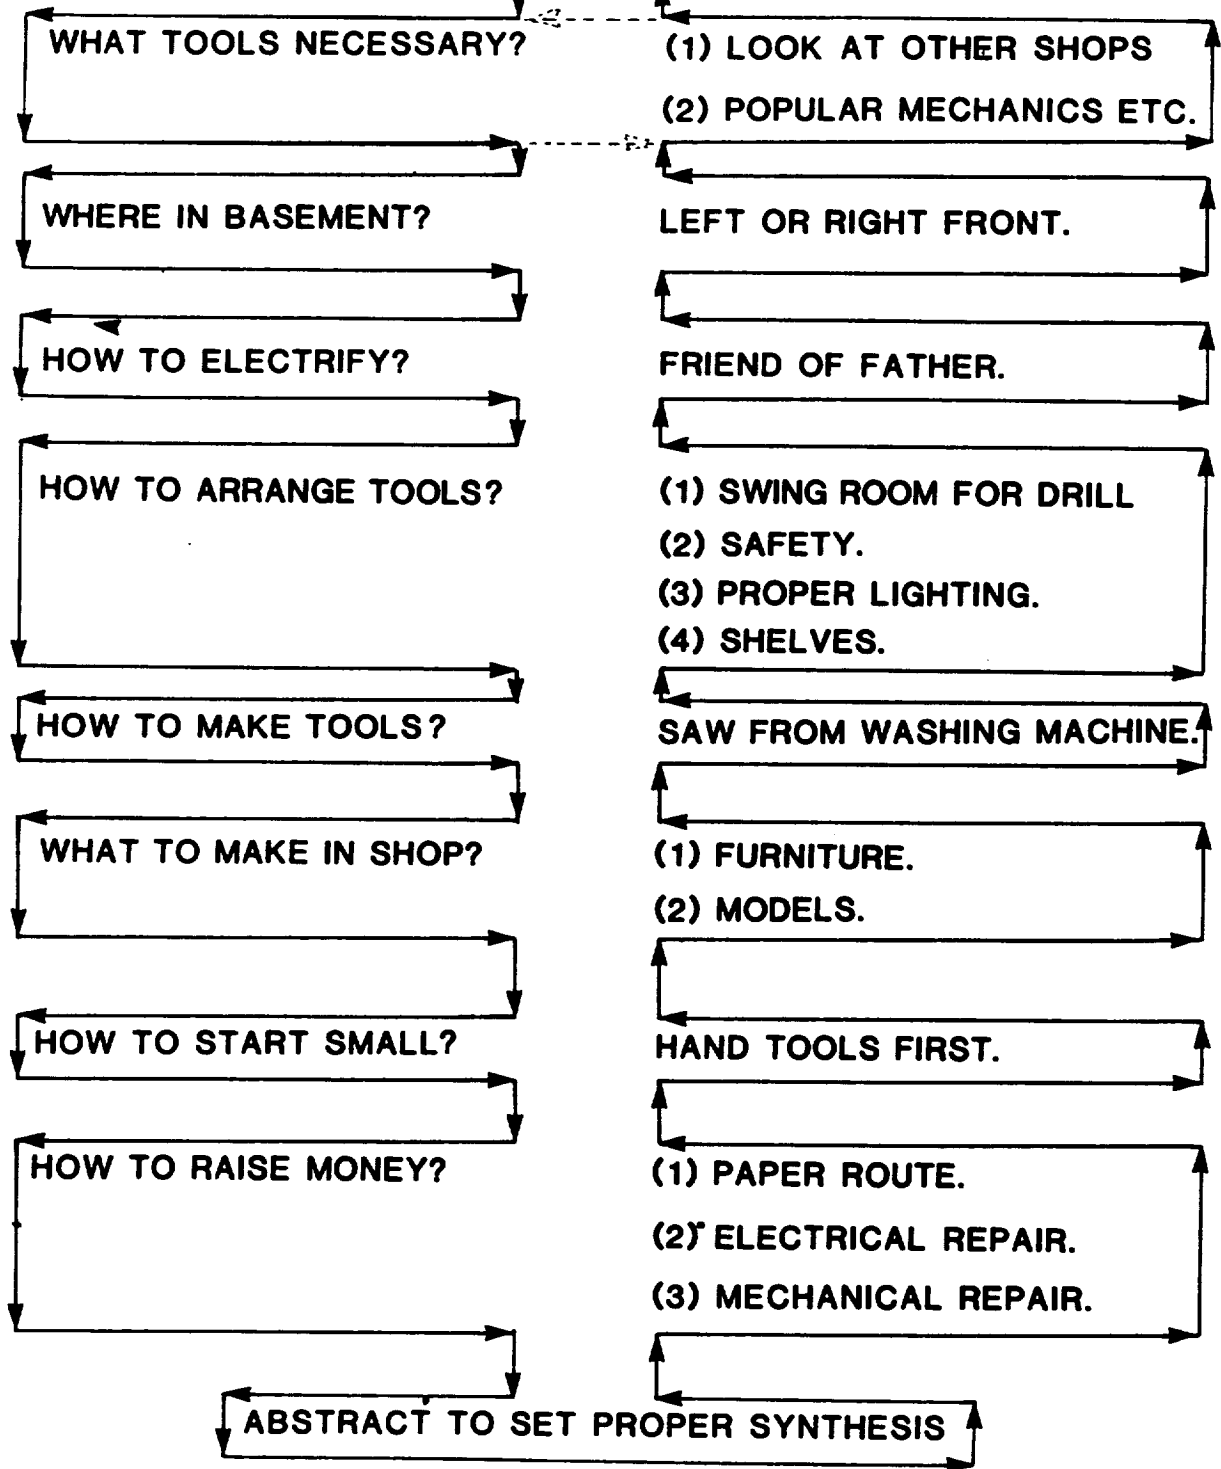 WHAT TOOLS NECESSARY?
(1) LOOK AT OTHER SHOPS
(2) POPULAR MECHANICS ETC.
WHERE IN BASEMENT?
LEFT OR RIGHT FRONT.
HOW TO ELECTRIFY?
FRIEND OF FATHER.
HOW TO ARRANGE TOOLS?
(1) SWING ROOM FOR DRILL
(2) SAFETY.
(3) PROPER LIGHTING.
(4) SHELVES.
HOW TO MAKE TOOLS?
SAW FROM WASHING MACHINE.
WHAT TO MAKE IN SHOP?
(1) FURNITURE.
(2) MODELS.
HOW TO START SMALL?
HAND TOOLS FIRST.
HOW TO RAISE MONEY?
(1) PAPER ROUTE.
(2) ELECTRICAL REPAIR.
(3) MECHANICAL REPAIR.
ABSTRACT TO SET PROPER SYNTHESIS